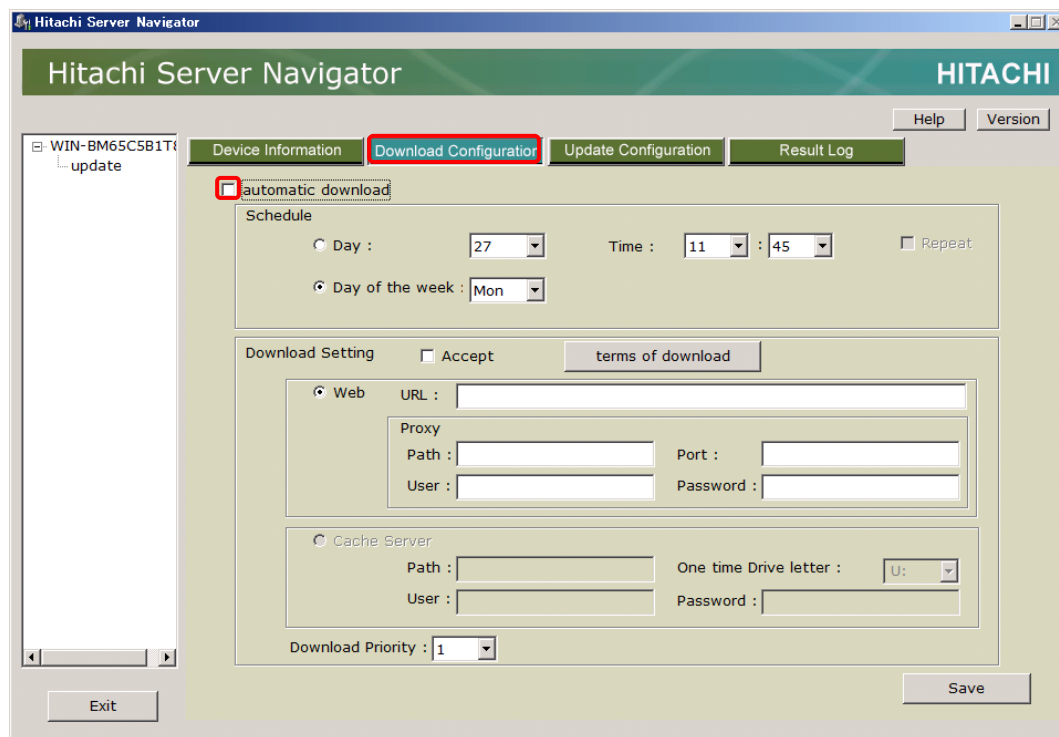 Hitachi Server Navigator
Hitachi Server Navigator HITACHI
Help Version
WIN-BM65C5B1T8
update
Device Information Download Configuration Update Configuration Result Log
automatic download
Schedule
Day : 27 Time : 11 : 45 Repeat
Day of the week : Mon
Download Setting Accept terms of download
Web URL :
Proxy
Path : Port :
User : Password :
Cache Server
Path : One time Drive letter : U:
User : Password :
Download Priority : 1
Save
Exit